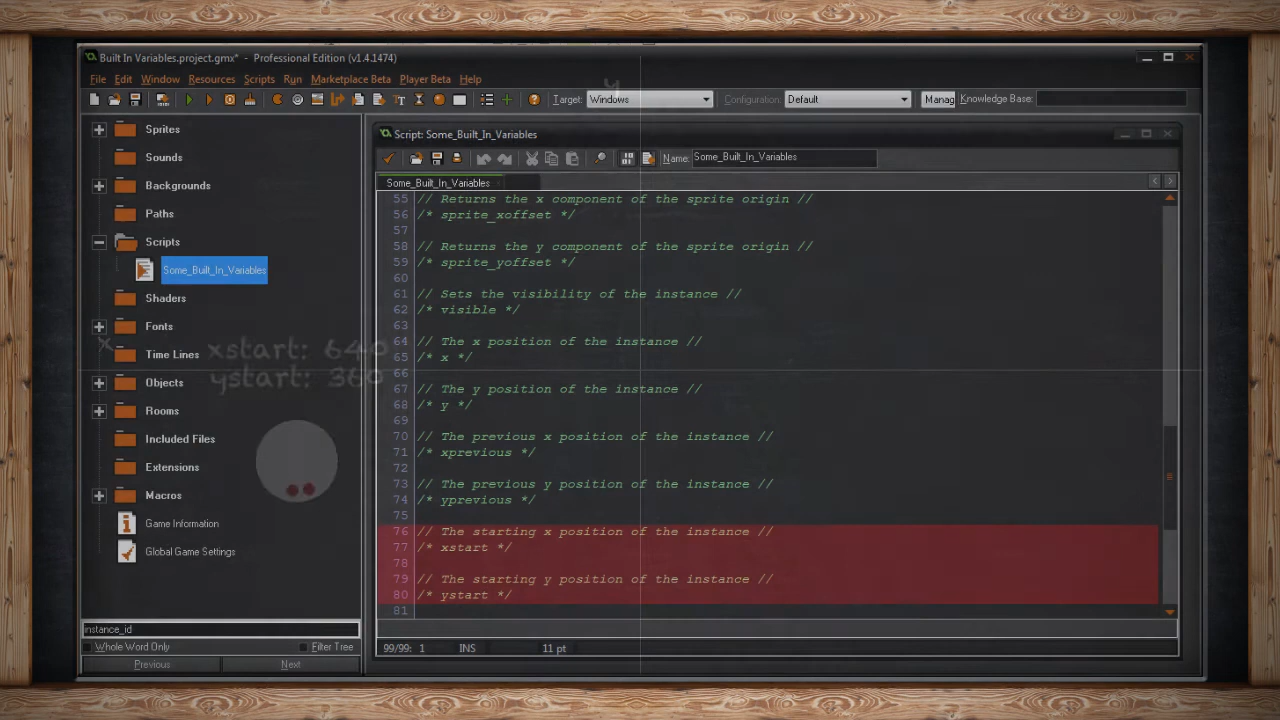 Built In Variables.project.gmx* - Professional Edition (v1.4.1474)
File Edit Window Resources Scripts Run Marketplace Beta Player Beta Help
y
Target: Windows Configuration: Default Manag Knowledge Base:
Sprites
Sounds
Backgrounds
Paths
Scripts
Some_Built_In_Variables
Shaders
Fonts
Time Lines
Objects
Rooms
Included Files
Extensions
Macros
Game Information
Global Game Settings
x
xstart: 640
ystart: 360
instance_id
Whole Word Only Filter Tree
Previous Next
Script: Some_Built_In_Variables
Name: Some_Built_In_Variables
Some_Built_In_Variables
55 // Returns the x component of the sprite origin //
56 /* sprite_xoffset */
57
58 // Returns the y component of the sprite origin //
59 /* sprite_yoffset */
60
61 // Sets the visibility of the instance //
62 /* visible */
63
64 // The x position of the instance //
65 /* x */
66
67 // The y position of the instance //
68 /* y */
69
70 // The previous x position of the instance //
71 /* xprevious */
72
73 // The previous y position of the instance //
74 /* yprevious */
75
76 // The starting x position of the instance //
77 /* xstart */
78
79 // The starting y position of the instance //
80 /* ystart */
81
99/99: 1 INS 11 pt